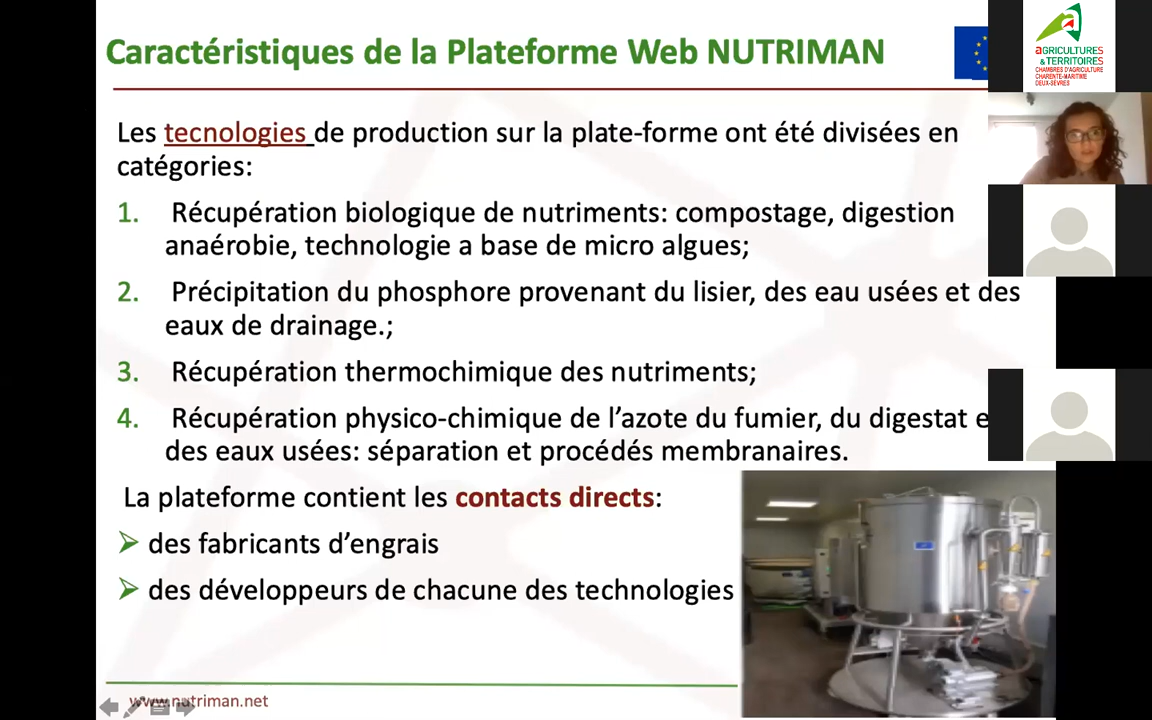 Caractéristiques de la Plateforme Web NUTRIMAN
Les tecnologies de production sur la plate-forme ont été divisées en
catégories:
1. Récupération biologique de nutriments: compostage, digestion
anaérobie, technologie a base de micro algues;
2. Précipitation du phosphore provenant du lisier, des eau usées et des
eaux de drainage.;
3. Récupération thermochimique des nutriments;
4. Récupération physico-chimique de l’azote du fumier, du digestat e
des eaux usées: séparation et procédés membranaires.
La plateforme contient les contacts directs:
des fabricants d’engrais
des développeurs de chacune des technologies
www.nutriman.net
AGRICULTURES
& TERRITOIRES
CHAMBRES D'AGRICULTURE
CHARENTE-MARITIME
DEUX-SÈVRES